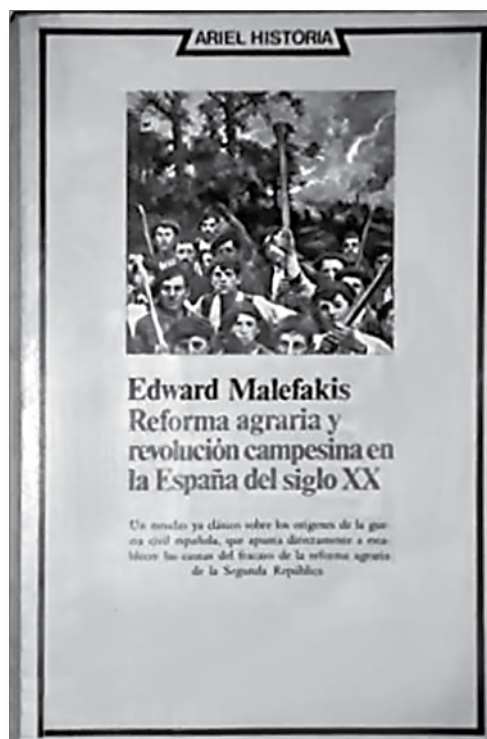 ARIEL HISTORIA
Edward Malefakis
Reforma agraria y
revolución campesina en
la España del siglo XX
Un estudio ya clásico sobre los orígenes de la gue-
rra civil española, que apunta directamente a esta-
blecer las causas del fracaso de la reforma agraria
de la Segunda República